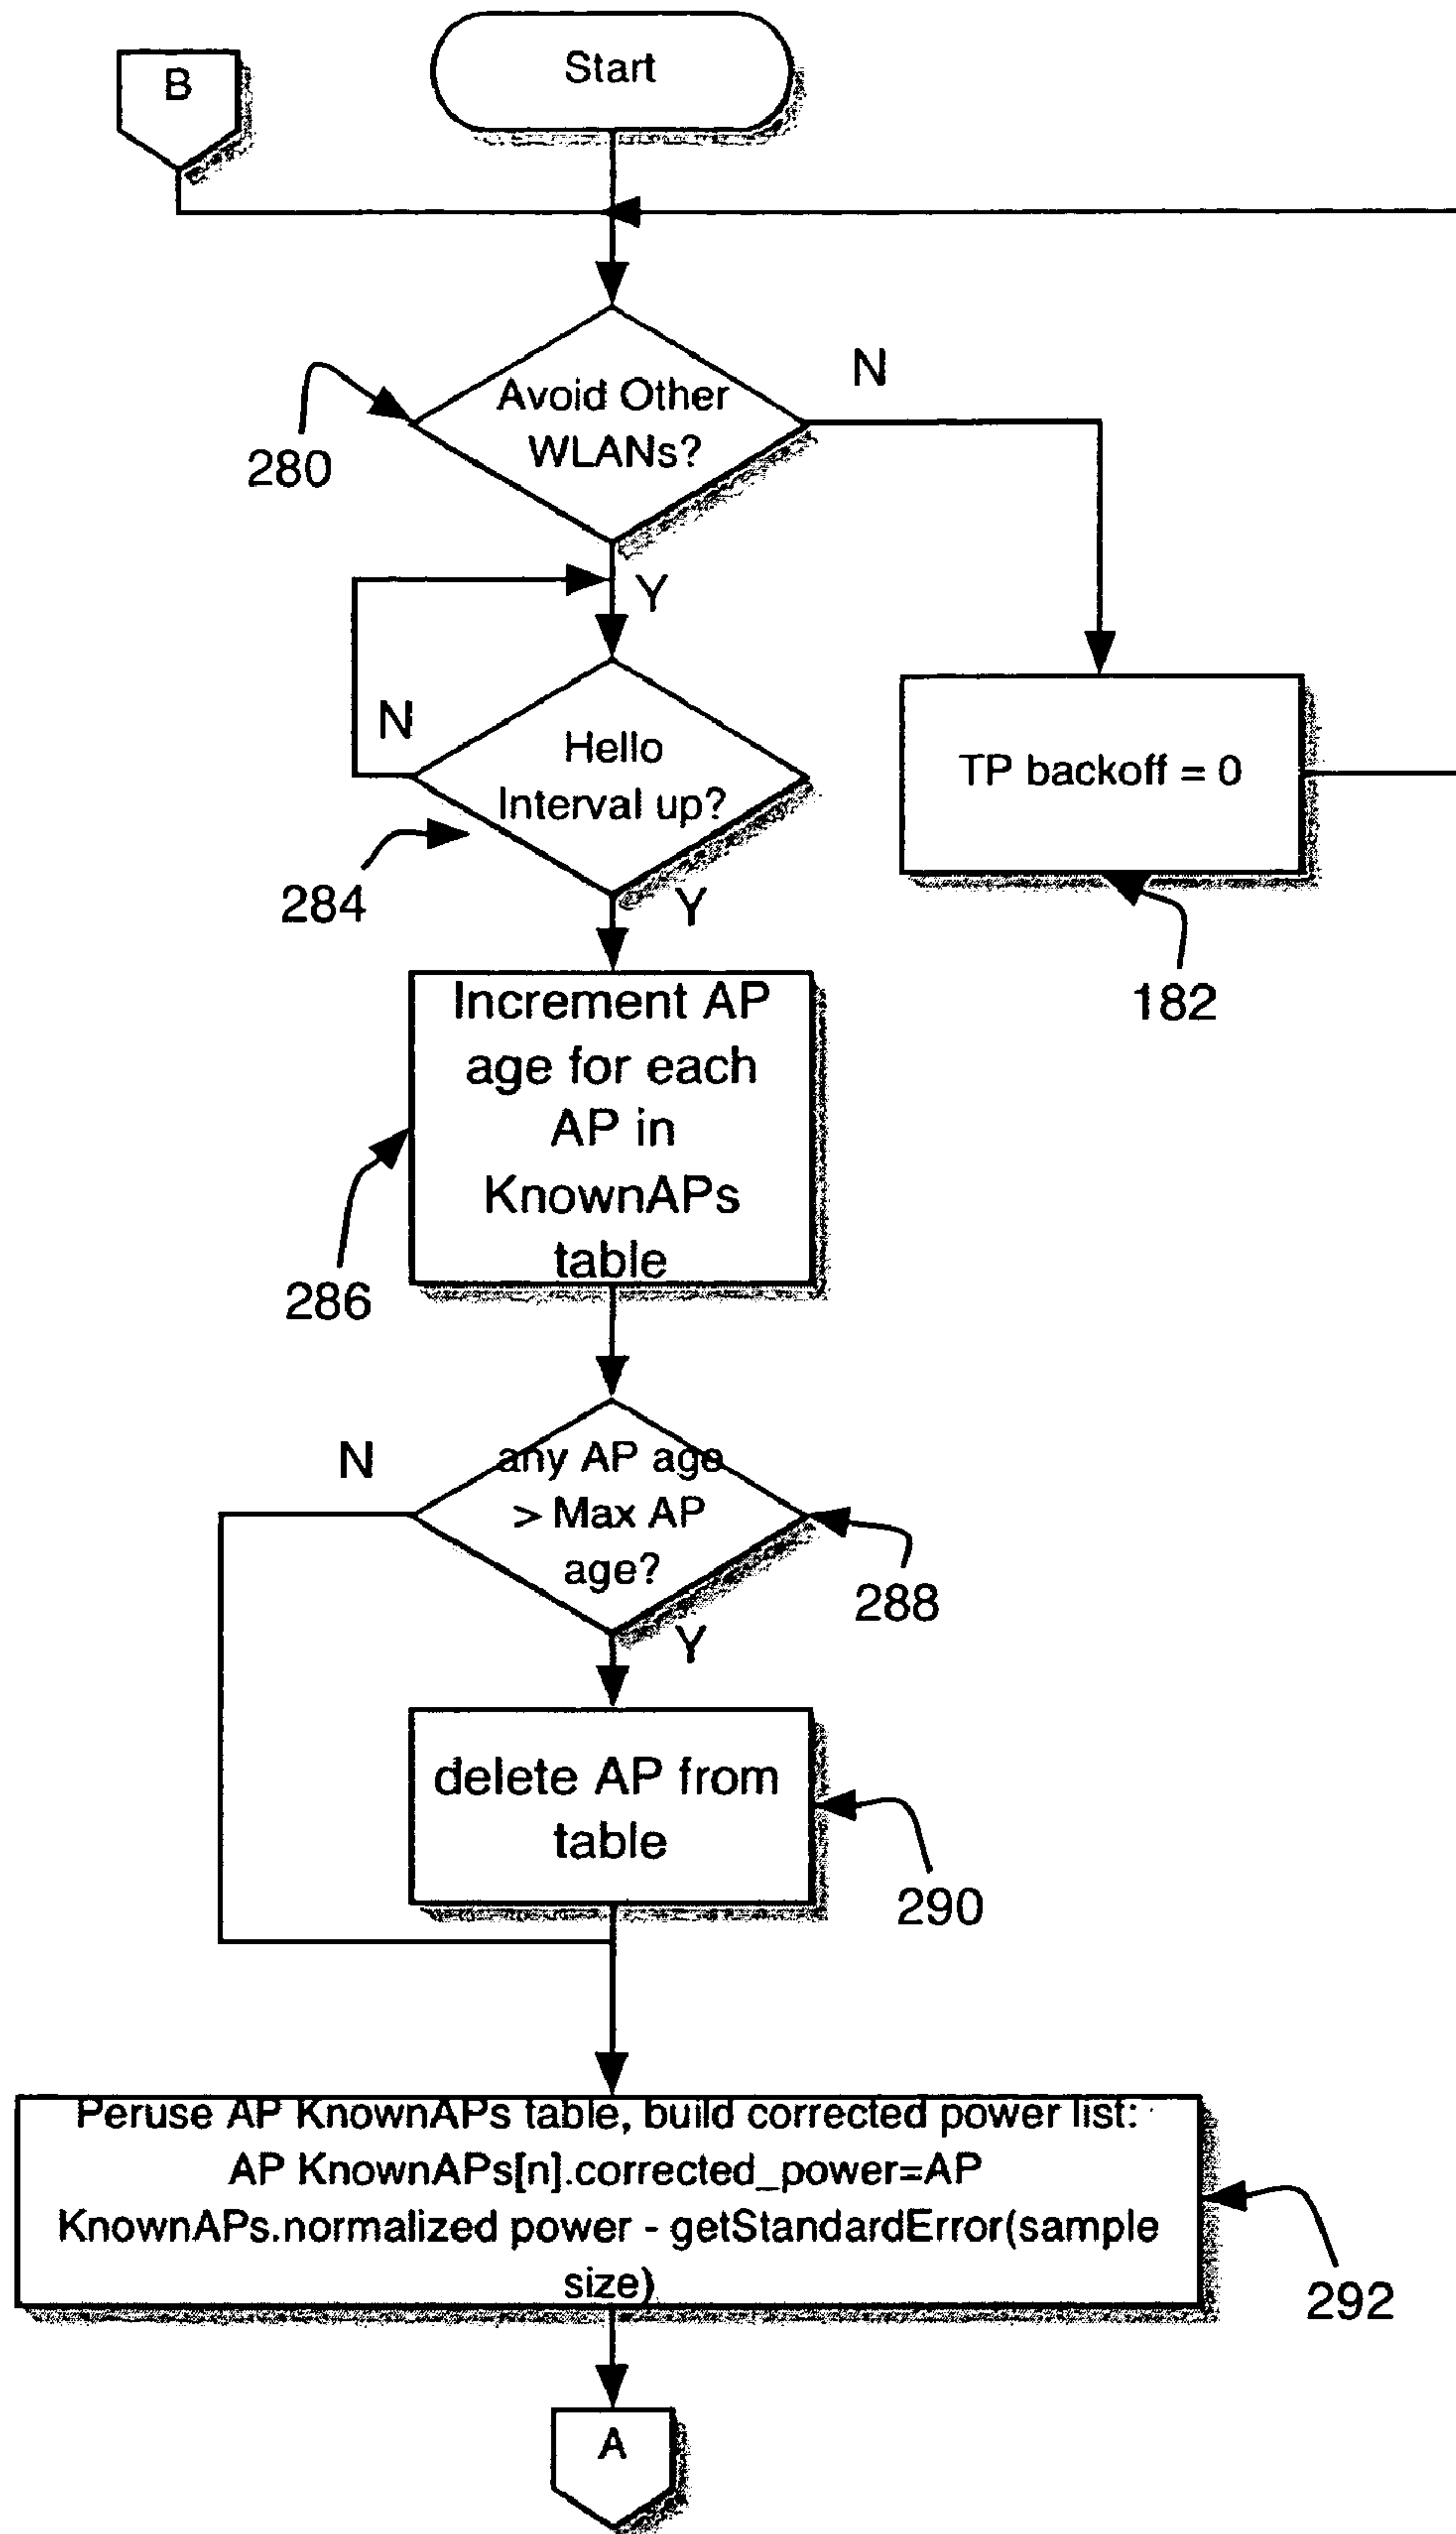 B
Start
Avoid Other
WLANs?
N
280
Y
N
Hello
Interval up?
TP backoff = 0
284
Y
182
Increment AP
age for each
AP in
KnownAPs
table
286
N
any AP age
> Max AP
age?
288
Y
delete AP from
table
290
Peruse AP KnownAPs table, build corrected power list:
AP KnownAPs[n].corrected_power=AP
KnownAPs.normalized power - getStandardError(sample
size)
292
A